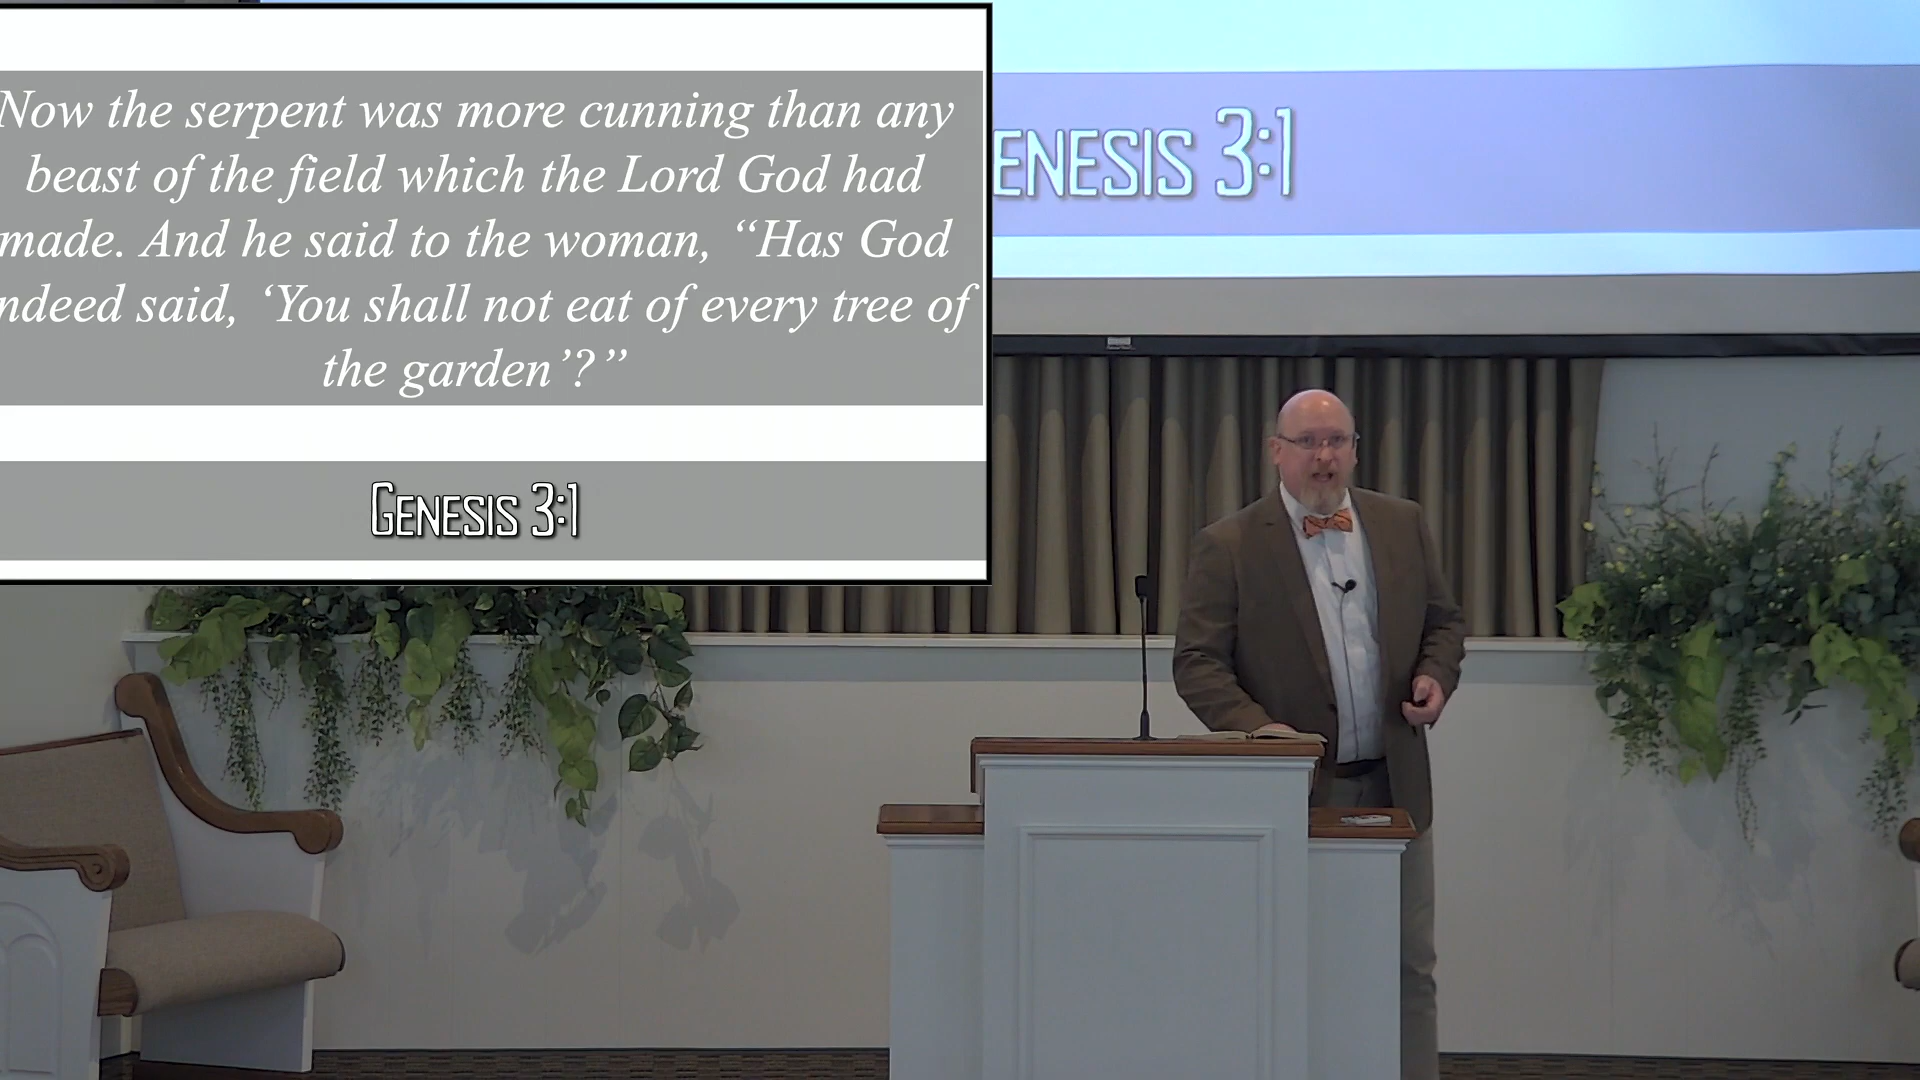 Now the serpent was more cunning than any
beast of the field which the Lord God had
made. And he said to the woman, “Has God
ndeed said, ‘You shall not eat of every tree of
the garden’?”
Genesis 3:1
enesis 3:1